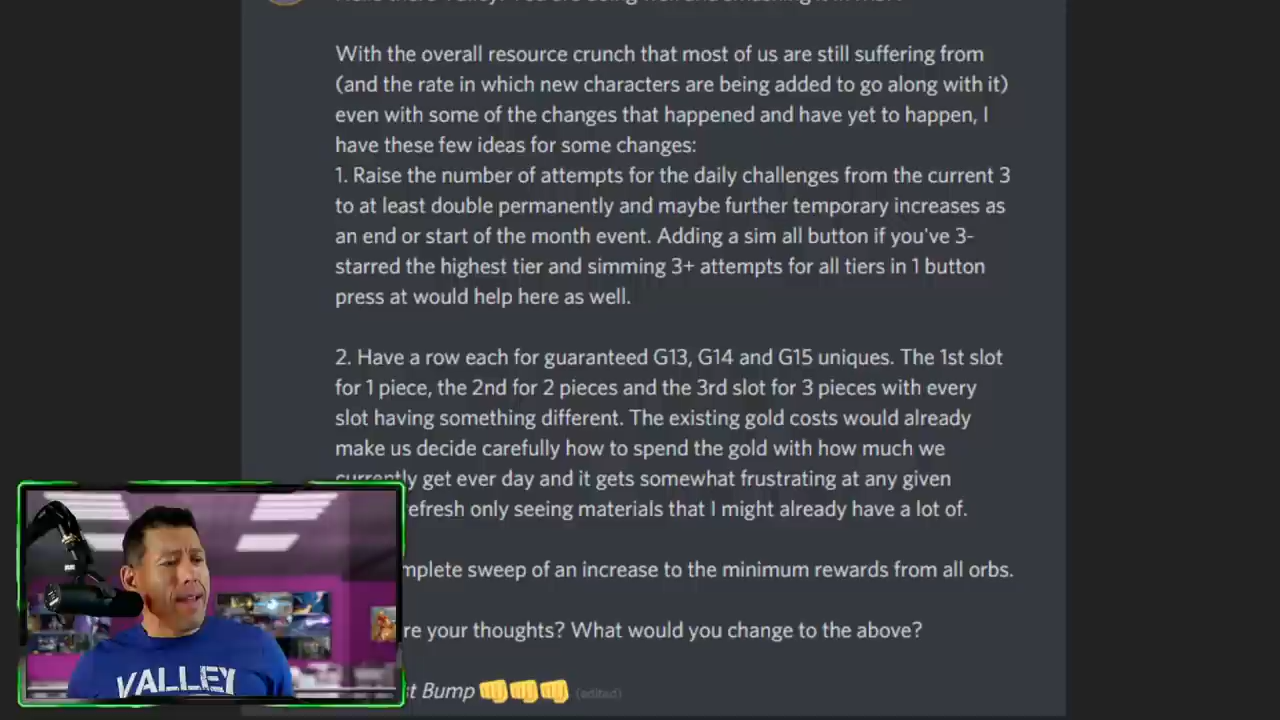 With the overall resource crunch that most of us are still suffering from
(and the rate in which new characters are being added to go along with it)
even with some of the changes that happened and have yet to happen, I
have these few ideas for some changes:
1. Raise the number of attempts for the daily challenges from the current 3
to at least double permanently and maybe further temporary increases as
an end or start of the month event. Adding a sim all button if you've 3-
starred the highest tier and simming 3+ attempts for all tiers in 1 button
press at would help here as well.
2. Have a row each for guaranteed G13, G14 and G15 uniques. The 1st slot
for 1 piece, the 2nd for 2 pieces and the 3rd slot for 3 pieces with every
slot having something different. The existing gold costs would already
make us decide carefully how to spend the gold with how much we
currently get ever day and it gets somewhat frustrating at any given
efresh only seeing materials that I might already have a lot of.
mplete sweep of an increase to the minimum rewards from all orbs.
re your thoughts? What would you change to the above?
t Bump 👊👊👊 (edited)
VALLEY